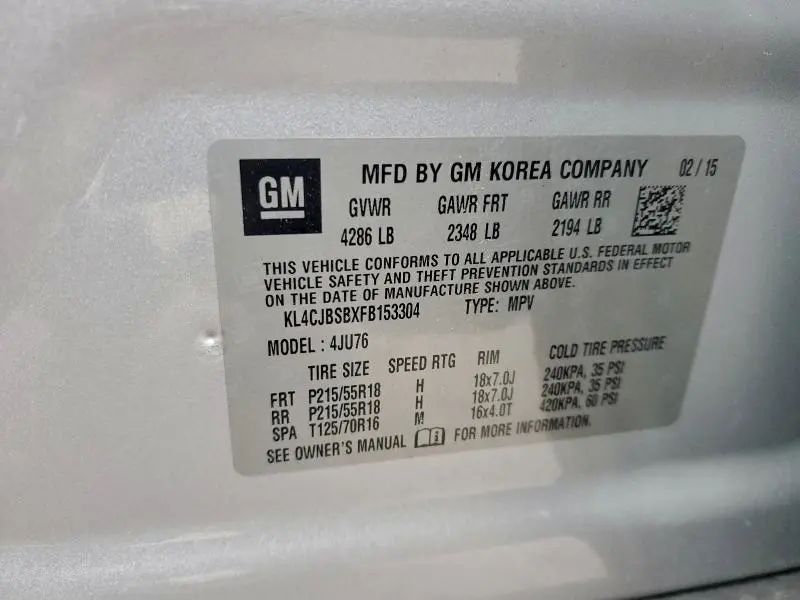 GM
MFD BY GM KOREA COMPANY 02/15
GVWR GAWR FRT GAWR RR
4286 LB 2348 LB 2194 LB
THIS VEHICLE CONFORMS TO ALL APPLICABLE U.S. FEDERAL MOTOR
VEHICLE SAFETY AND THEFT PREVENTION STANDARDS IN EFFECT
ON THE DATE OF MANUFACTURE SHOWN ABOVE.
KL4CJBSBXFB153304 TYPE: MPV
MODEL : 4JU76
TIRE SIZE SPEED RTG RIM COLD TIRE PRESSURE
FRT P215/55R18 H 18x7.0J 240KPA, 35 PSI
RR P215/55R18 H 18x7.0J 240KPA, 35 PSI
SPA T125/70R16 M 16x4.0T 420KPA, 60 PSI
SEE OWNER'S MANUAL FOR MORE INFORMATION.